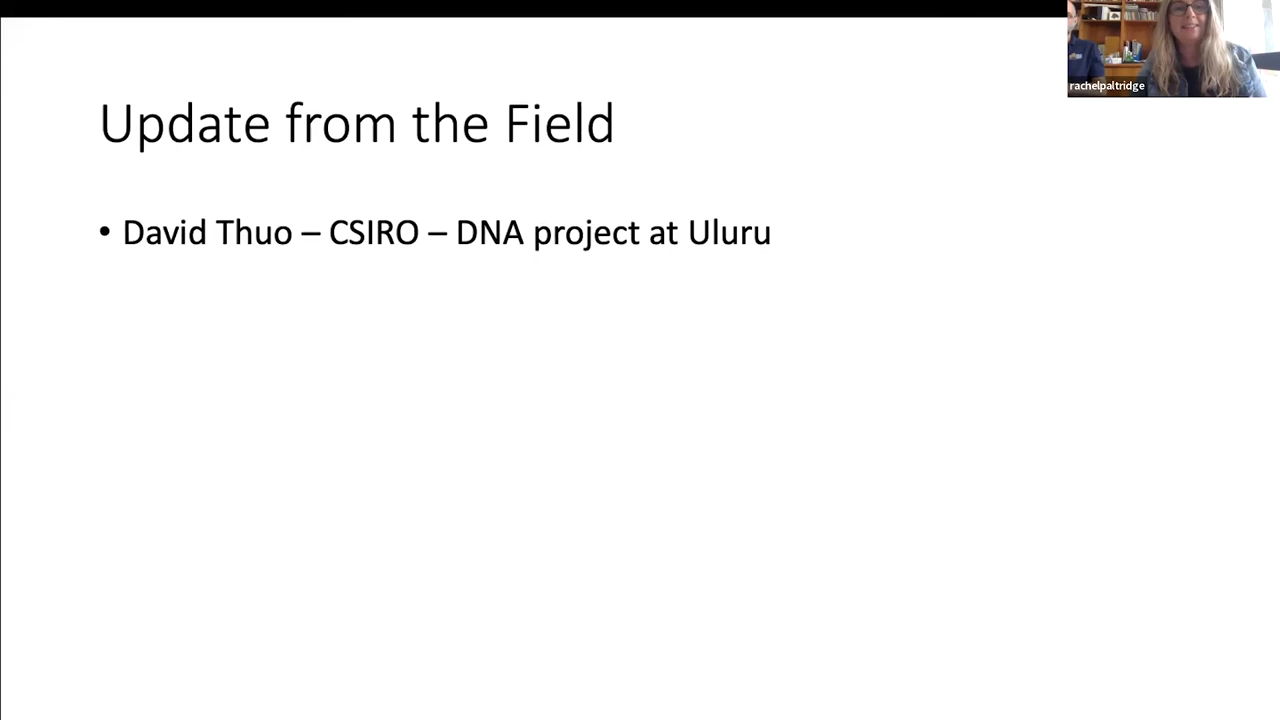 rachelpaltridge
Update from the Field
• David Thuo – CSIRO – DNA project at Uluru